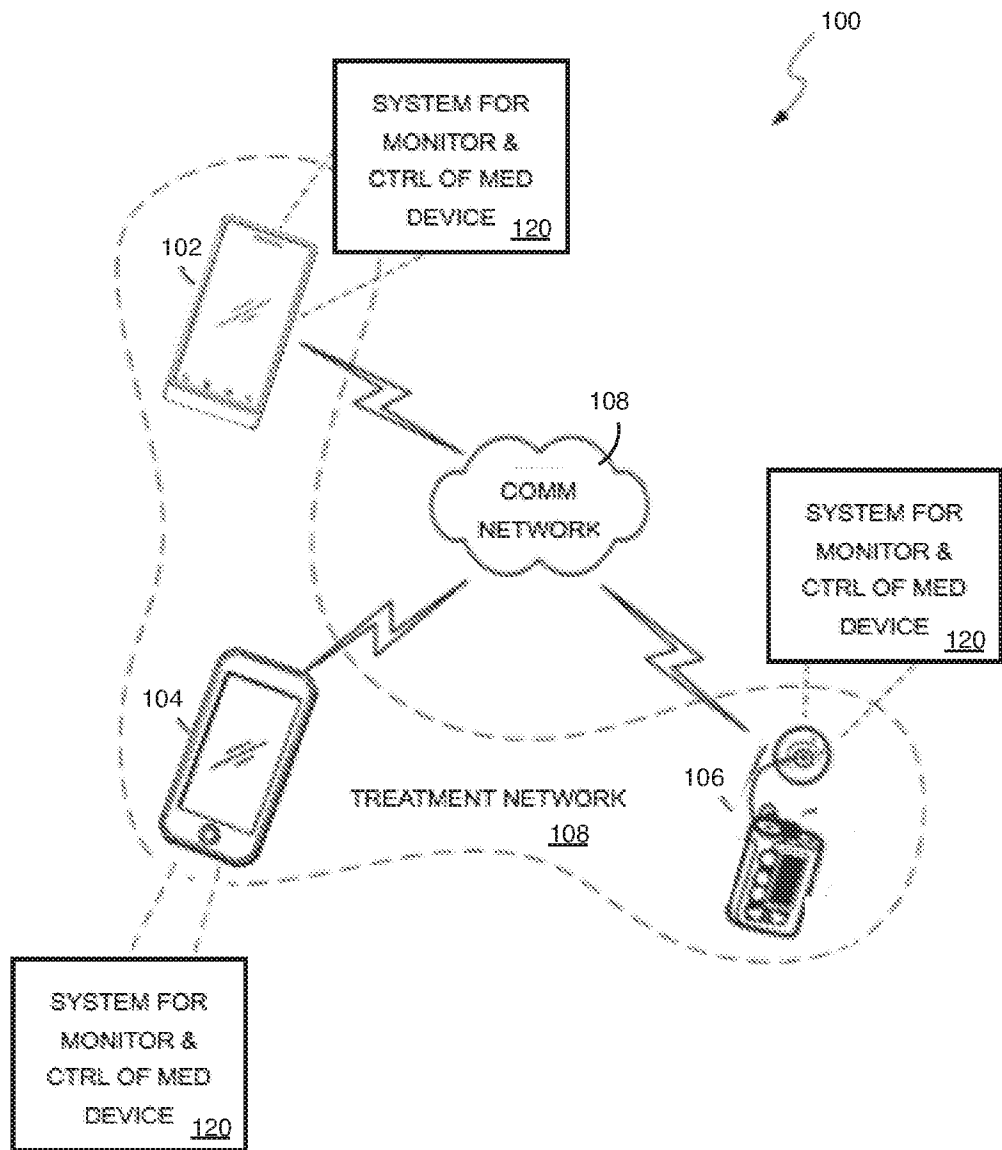 100
SYSTEM FOR
MONITOR &
CTRL OF MED
DEVICE 120
102
108
COMM
NETWORK
SYSTEM FOR
MONITOR &
CTRL OF MED
DEVICE 120
104
106
TREATMENT NETWORK
108
SYSTEM FOR
MONITOR &
CTRL OF MED
DEVICE 120